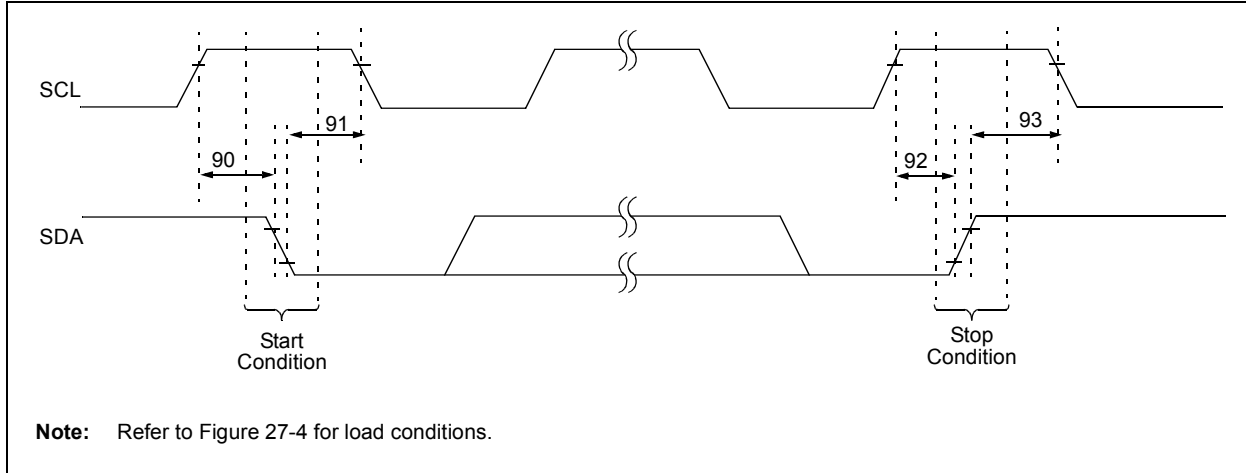 SCL
91
93
90
92
SDA
Start
Condition
Stop
Condition
Note: Refer to Figure 27-4 for load conditions.